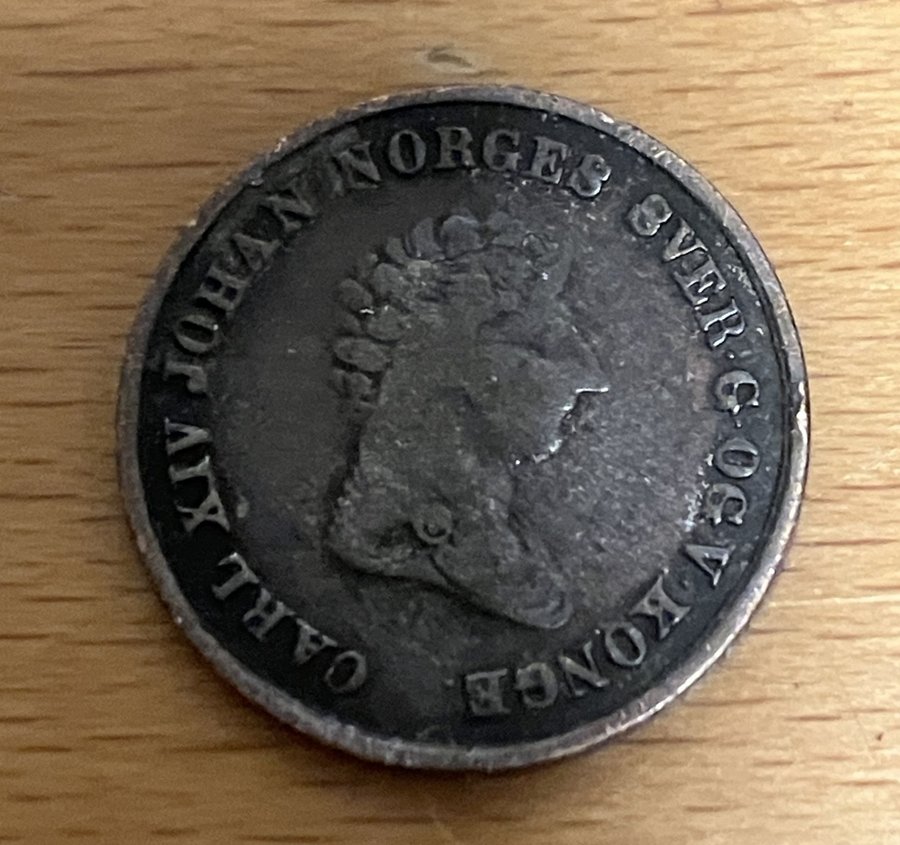 CARL XIV JOHAN NORGES SVER. G. OG V. KONGE.